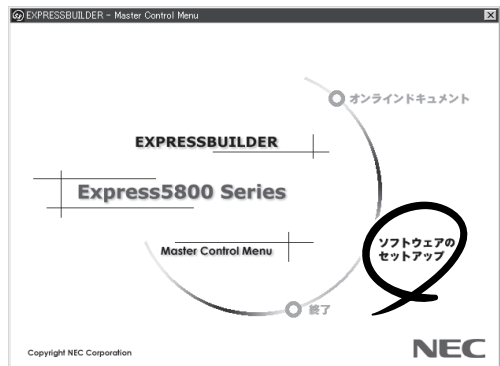 EXPRESSBUILDER - Master Control Menu
オンラインドキュメント
EXPRESSBUILDER
Express5800 Series
Master Control Menu
ソフトウェアの
セットアップ
終了
Copyright NEC Corporation
NEC